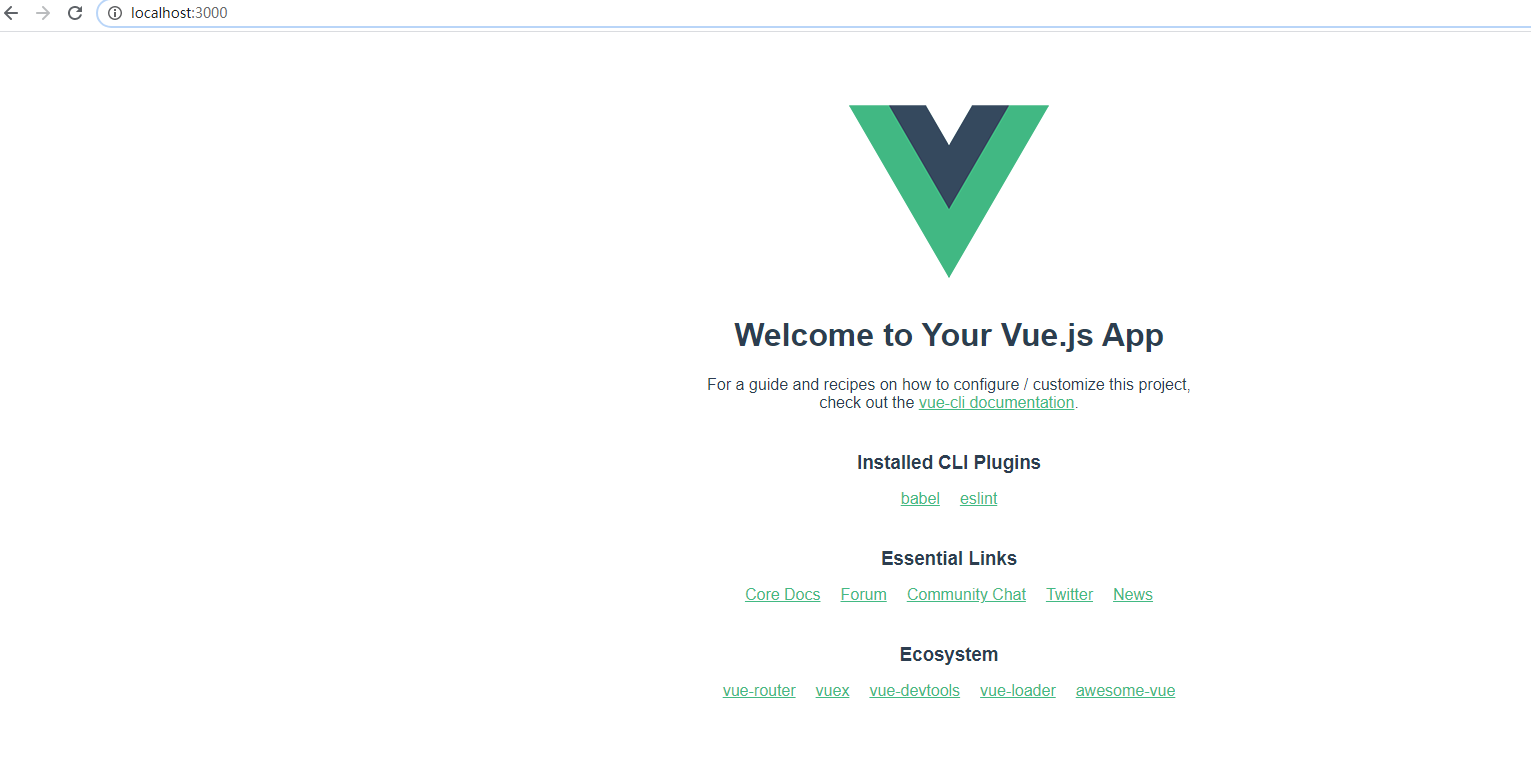 localhost:3000
Welcome to Your Vue.js App
For a guide and recipes on how to configure / customize this project,
check out the vue-cli documentation.
Installed CLI Plugins
babel eslint
Essential Links
Core Docs Forum Community Chat Twitter News
Ecosystem
vue-router vuex vue-devtools vue-loader awesome-vue